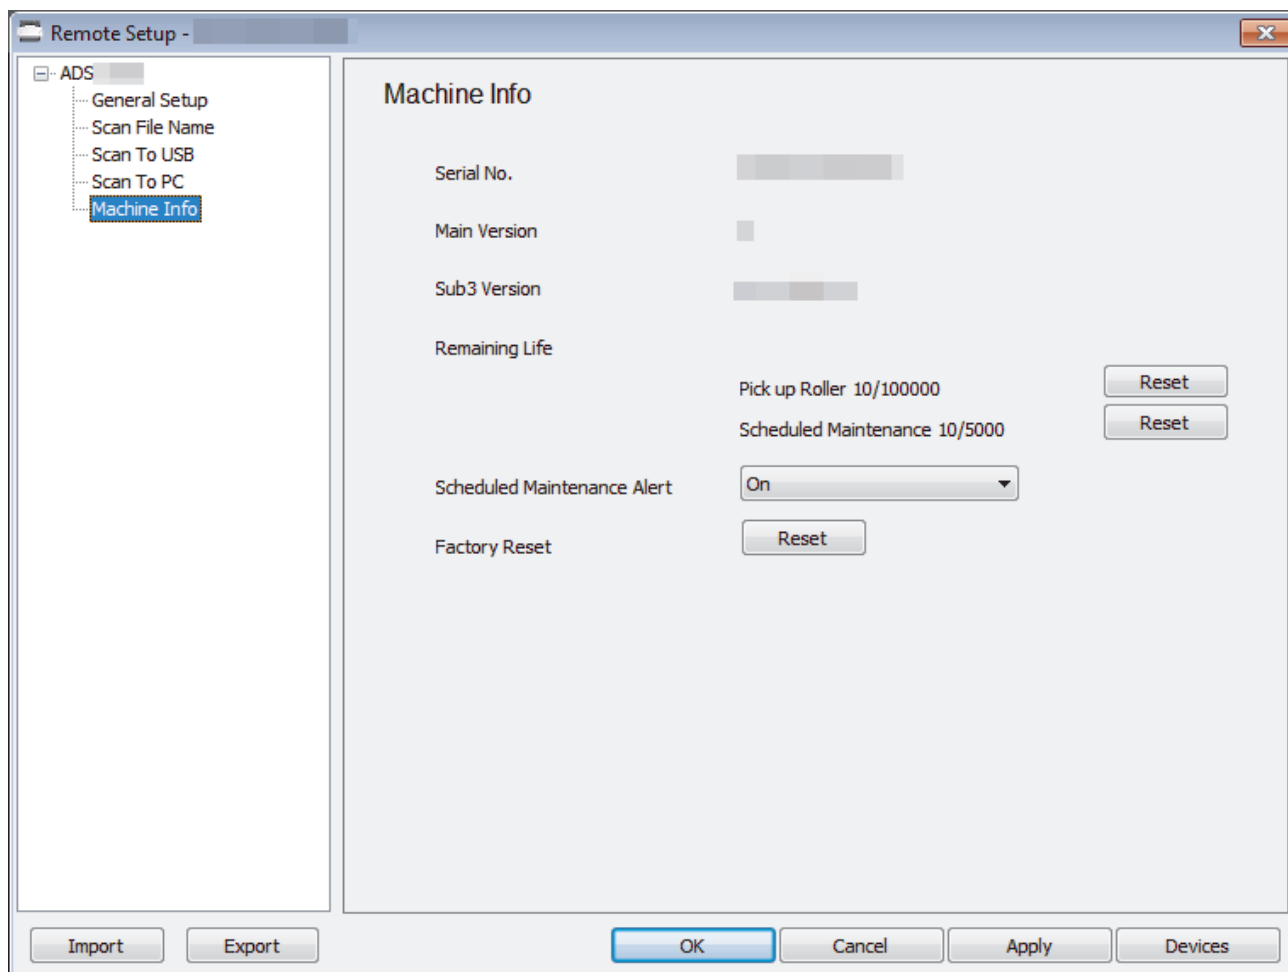 Remote Setup -
ADS
General Setup
Scan File Name
Scan To USB
Scan To PC
Machine Info
Machine Info
Serial No.
Main Version
Sub3 Version
Remaining Life
Pick up Roller 10/100000 Reset
Scheduled Maintenance 10/5000 Reset
Scheduled Maintenance Alert On
Factory Reset Reset
Import Export OK Cancel Apply Devices